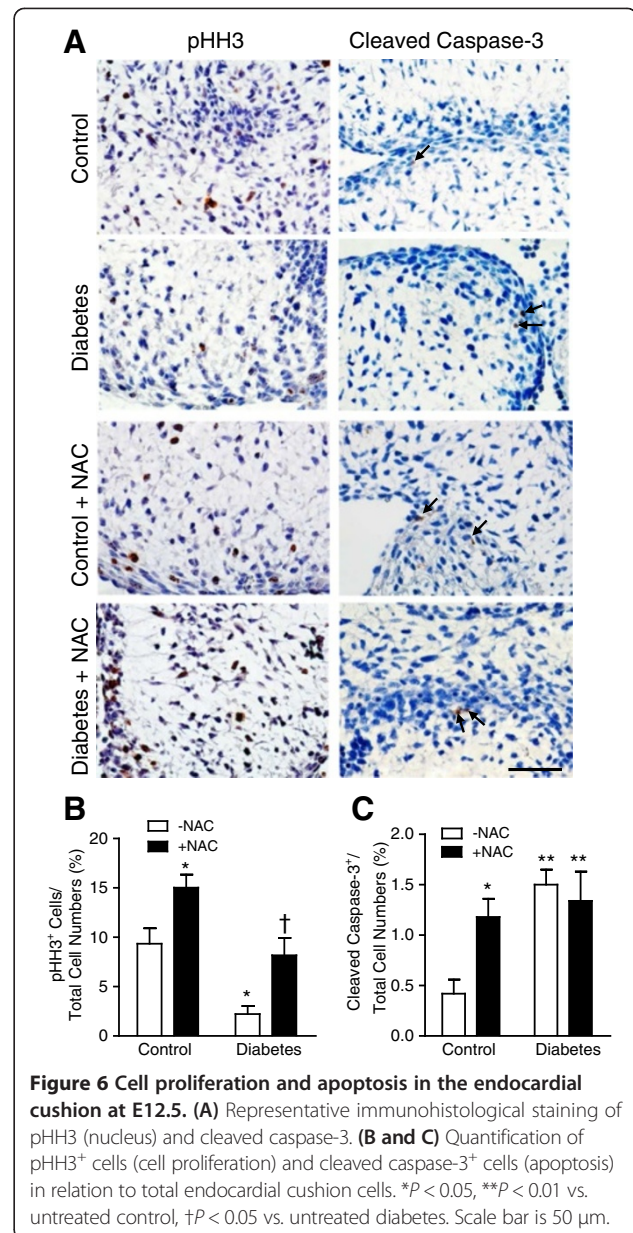 A
pHH3 Cleaved Caspase-3
Control
Diabetes
Control + NAC
Diabetes + NAC
B
-NAC
+NAC
pHH3⁺ Cells/
Total Cell Numbers (%)
20
15
10
5
0
*
*
†
Control Diabetes
C
-NAC
+NAC
Cleaved Caspase-3⁺/
Total Cell Numbers (%)
2.0
1.5
1.0
0.5
0.0
*
**
**
Control Diabetes
Figure 6 Cell proliferation and apoptosis in the endocardial
cushion at E12.5. (A) Representative immunohistological staining of
pHH3 (nucleus) and cleaved caspase-3. (B and C) Quantification of
pHH3⁺ cells (cell proliferation) and cleaved caspase-3⁺ cells (apoptosis)
in relation to total endocardial cushion cells. *P < 0.05, **P < 0.01 vs.
untreated control, †P < 0.05 vs. untreated diabetes. Scale bar is 50 μm.